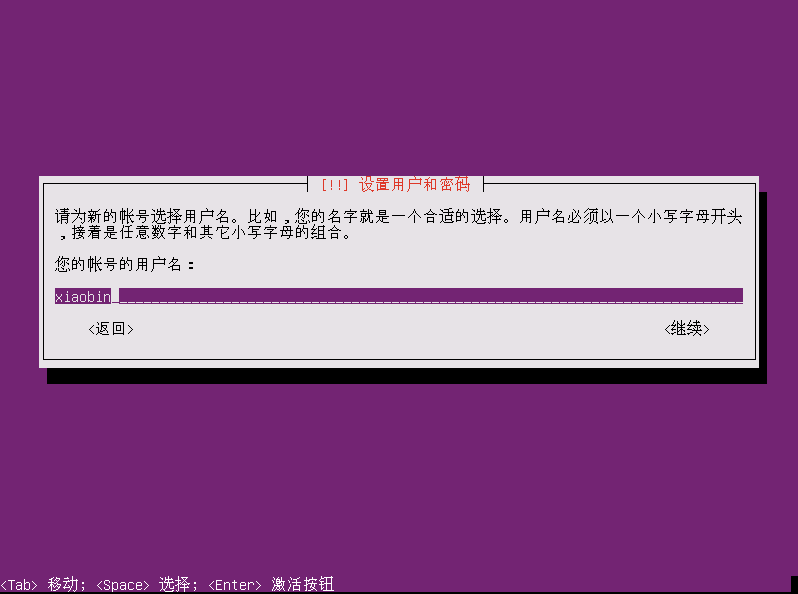 [!!] 设置用户和密码
请为新的帐号选择用户名。比如，您的名字就是一个合适的选择。用户名必须以一个小写字母开头
，接着是任意数字和其它小写字母的组合。
您的帐号的用户名：
xiaobin
<返回> <继续>
<Tab> 移动; <Space> 选择; <Enter> 激活按钮